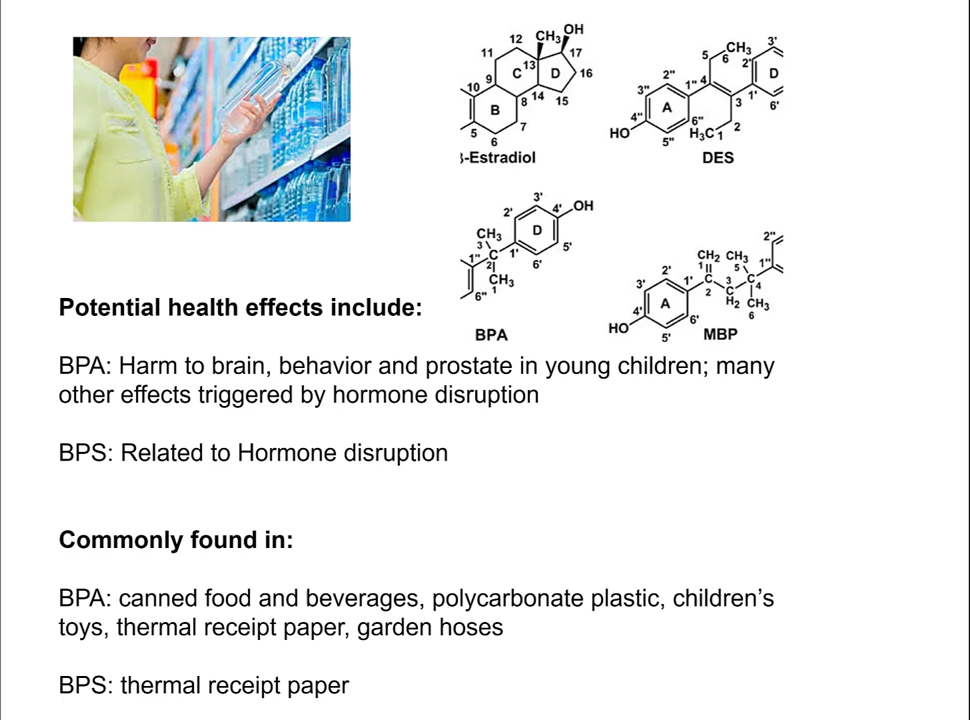 CH3
OH
12
11
13
17
C
D
16
9
10
14
15
8
B
7
5
6
3-Estradiol
3'
CH3
5
6
2'
D
2"
4
3"
1"
1'
6'
A
3
4"
6"
2
HO
H3C
1
5"
DES
3'
2'
4'
OH
D
CH3
3
1'
5'
1"
C
2
6'
CH3
1
6"
BPA
2"
CH2
CH3
1
5
1"
2'
3'
1'
3
C
4
2
C
H2
A
CH3
4'
6'
6
HO
5'
MBP
Potential health effects include:
BPA: Harm to brain, behavior and prostate in young children; many
other effects triggered by hormone disruption
BPS: Related to Hormone disruption
Commonly found in:
BPA: canned food and beverages, polycarbonate plastic, children’s
toys, thermal receipt paper, garden hoses
BPS: thermal receipt paper